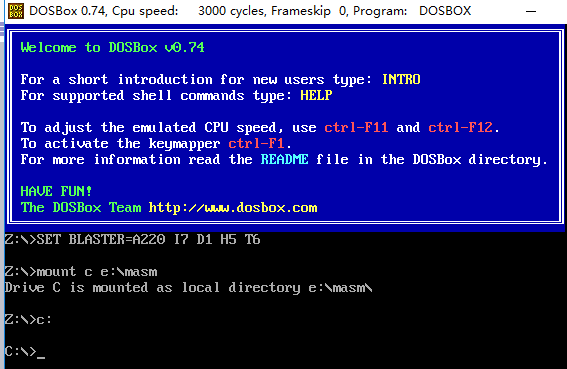 DOSBox 0.74, Cpu speed: 3000 cycles, Frameskip 0, Program: DOSBOX
Welcome to DOSBox v0.74
For a short introduction for new users type: INTRO
For supported shell commands type: HELP
To adjust the emulated CPU speed, use ctrl-F11 and ctrl-F12.
To activate the keymapper ctrl-F1.
For more information read the README file in the DOSBox directory.
HAVE FUN!
The DOSBox Team http://www.dosbox.com
Z:\>SET BLASTER=A220 I7 D1 H5 T6
Z:\>mount c e:\masm
Drive C is mounted as local directory e:\masm\
Z:\>c:
C:\>_